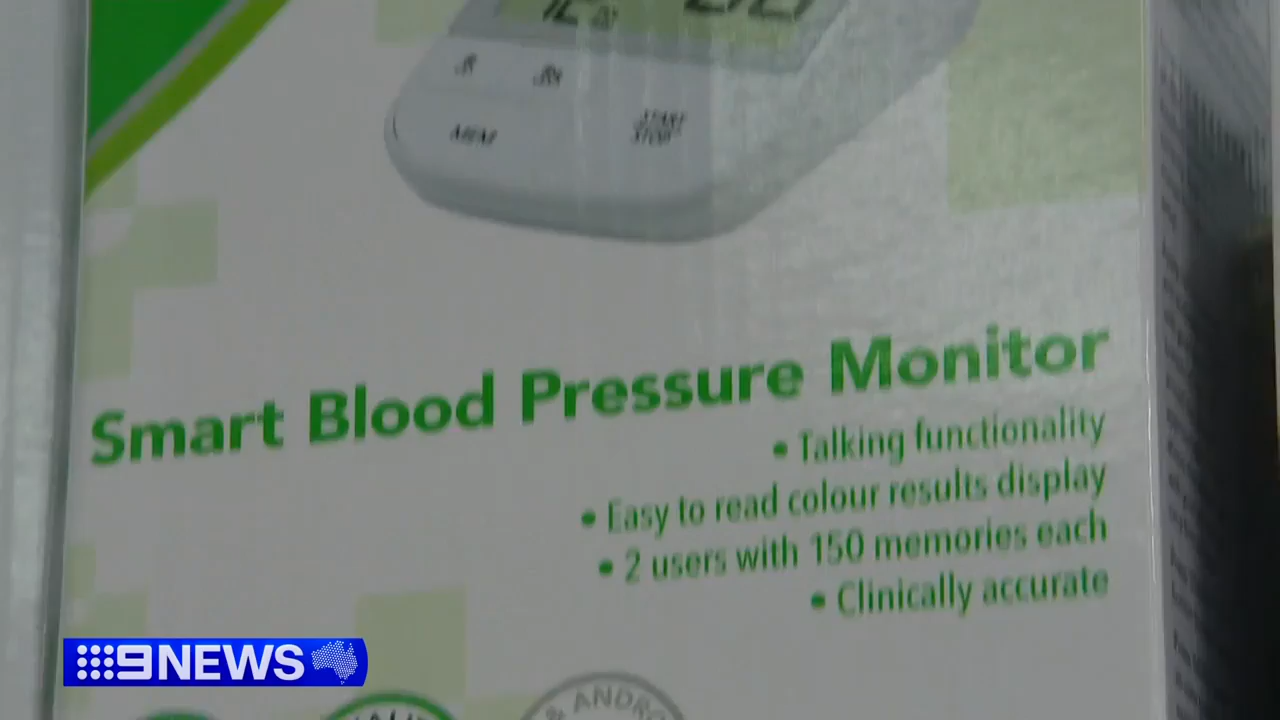 MEM
START
STOP
Smart Blood Pressure Monitor
• Talking functionality
• Easy to read colour results display
• 2 users with 150 memories each
• Clinically accurate
9NEWS
& ANDRO